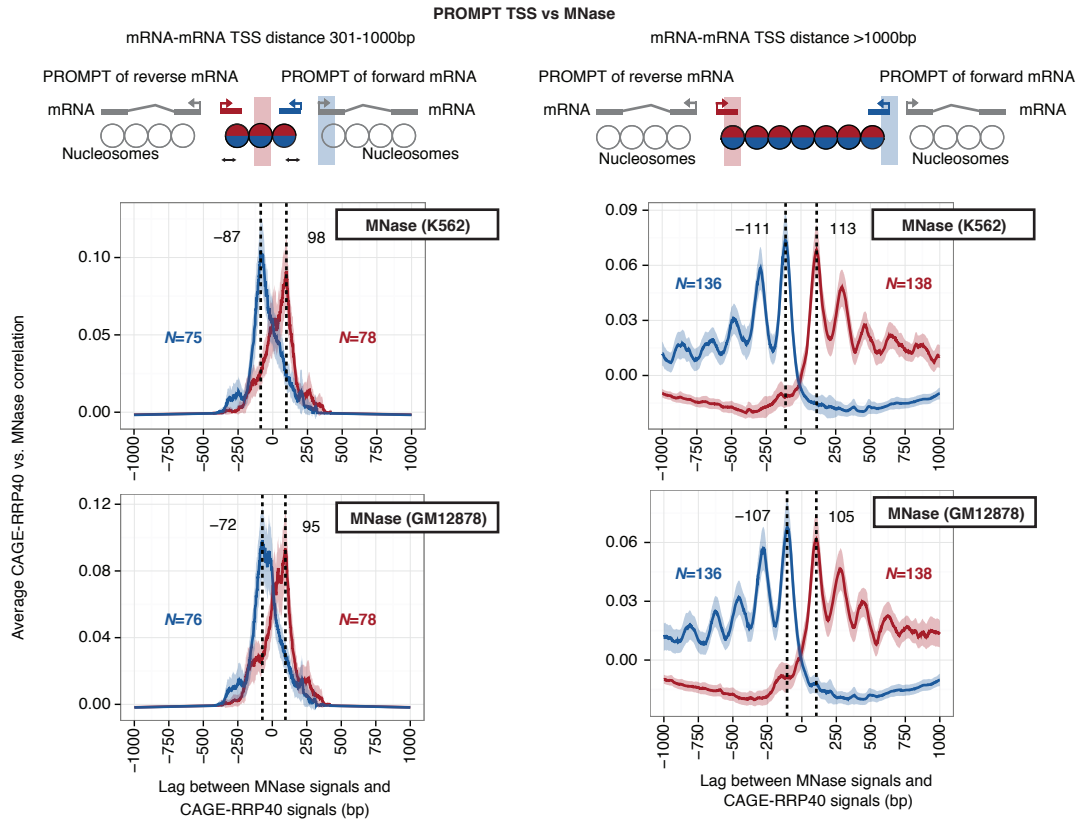 PROMPT TSS vs MNase
mRNA-mRNA TSS distance 301-1000bp
PROMPT of reverse mRNA
PROMPT of forward mRNA
mRNA
mRNA
Nucleosomes
Nucleosomes
mRNA-mRNA TSS distance >1000bp
PROMPT of reverse mRNA
PROMPT of forward mRNA
mRNA
mRNA
Nucleosomes
Nucleosomes
Average CAGE-RRP40 vs. MNase correlation
MNase (K562)
−87
98
N=75
N=78
0.10
0.05
0.00
−1000
−750
−500
−250
0
250
500
750
1000
MNase (K562)
−111
113
N=136
N=138
0.09
0.06
0.03
0.00
−1000
−750
−500
−250
0
250
500
750
1000
MNase (GM12878)
−72
95
N=76
N=78
0.12
0.08
0.04
0.00
−1000
−750
−500
−250
0
250
500
750
1000
Lag between MNase signals and
CAGE-RRP40 signals (bp)
MNase (GM12878)
−107
105
N=136
N=138
0.06
0.03
0.00
−1000
−750
−500
−250
0
250
500
750
1000
Lag between MNase signals and
CAGE-RRP40 signals (bp)